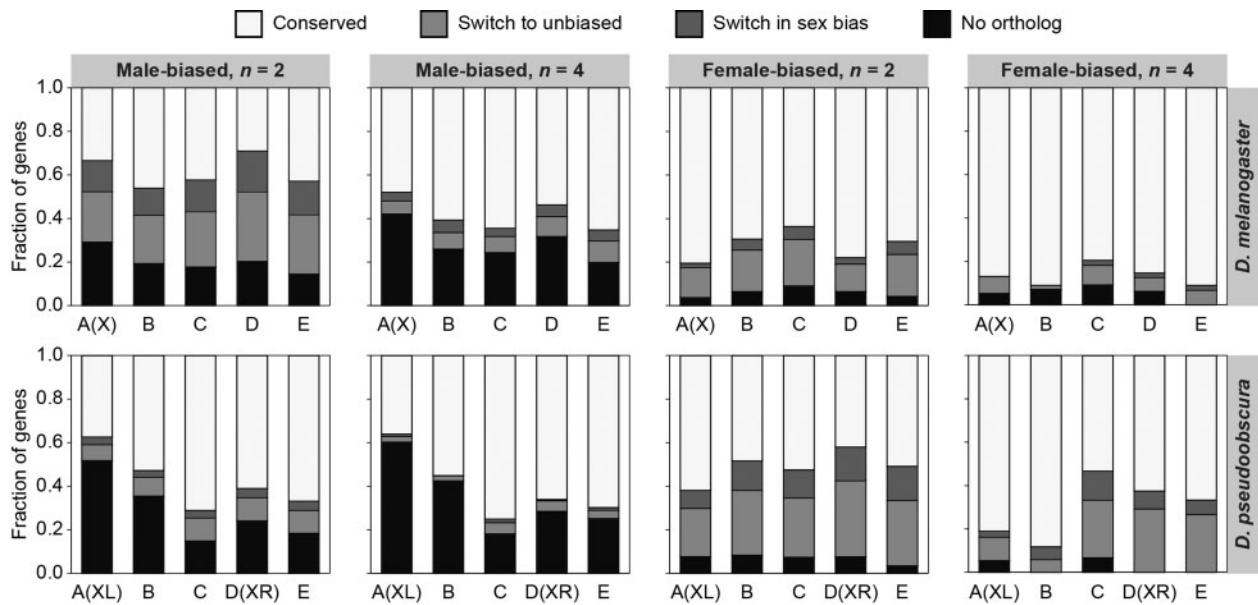 Conserved Switch to unbiased Switch in sex bias No ortholog
Male-biased, n = 2 Male-biased, n = 4 Female-biased, n = 2 Female-biased, n = 4
Fraction of genes
1.0
0.8
0.6
0.4
0.2
0.0
A(X) B C D E A(X) B C D E A(X) B C D E A(X) B C D E
D. melanogaster
Fraction of genes
1.0
0.8
0.6
0.4
0.2
0.0
A(XL) B C D(XR) E A(XL) B C D(XR) E A(XL) B C D(XR) E A(XL) B C D(XR) E
D. pseudoobscura